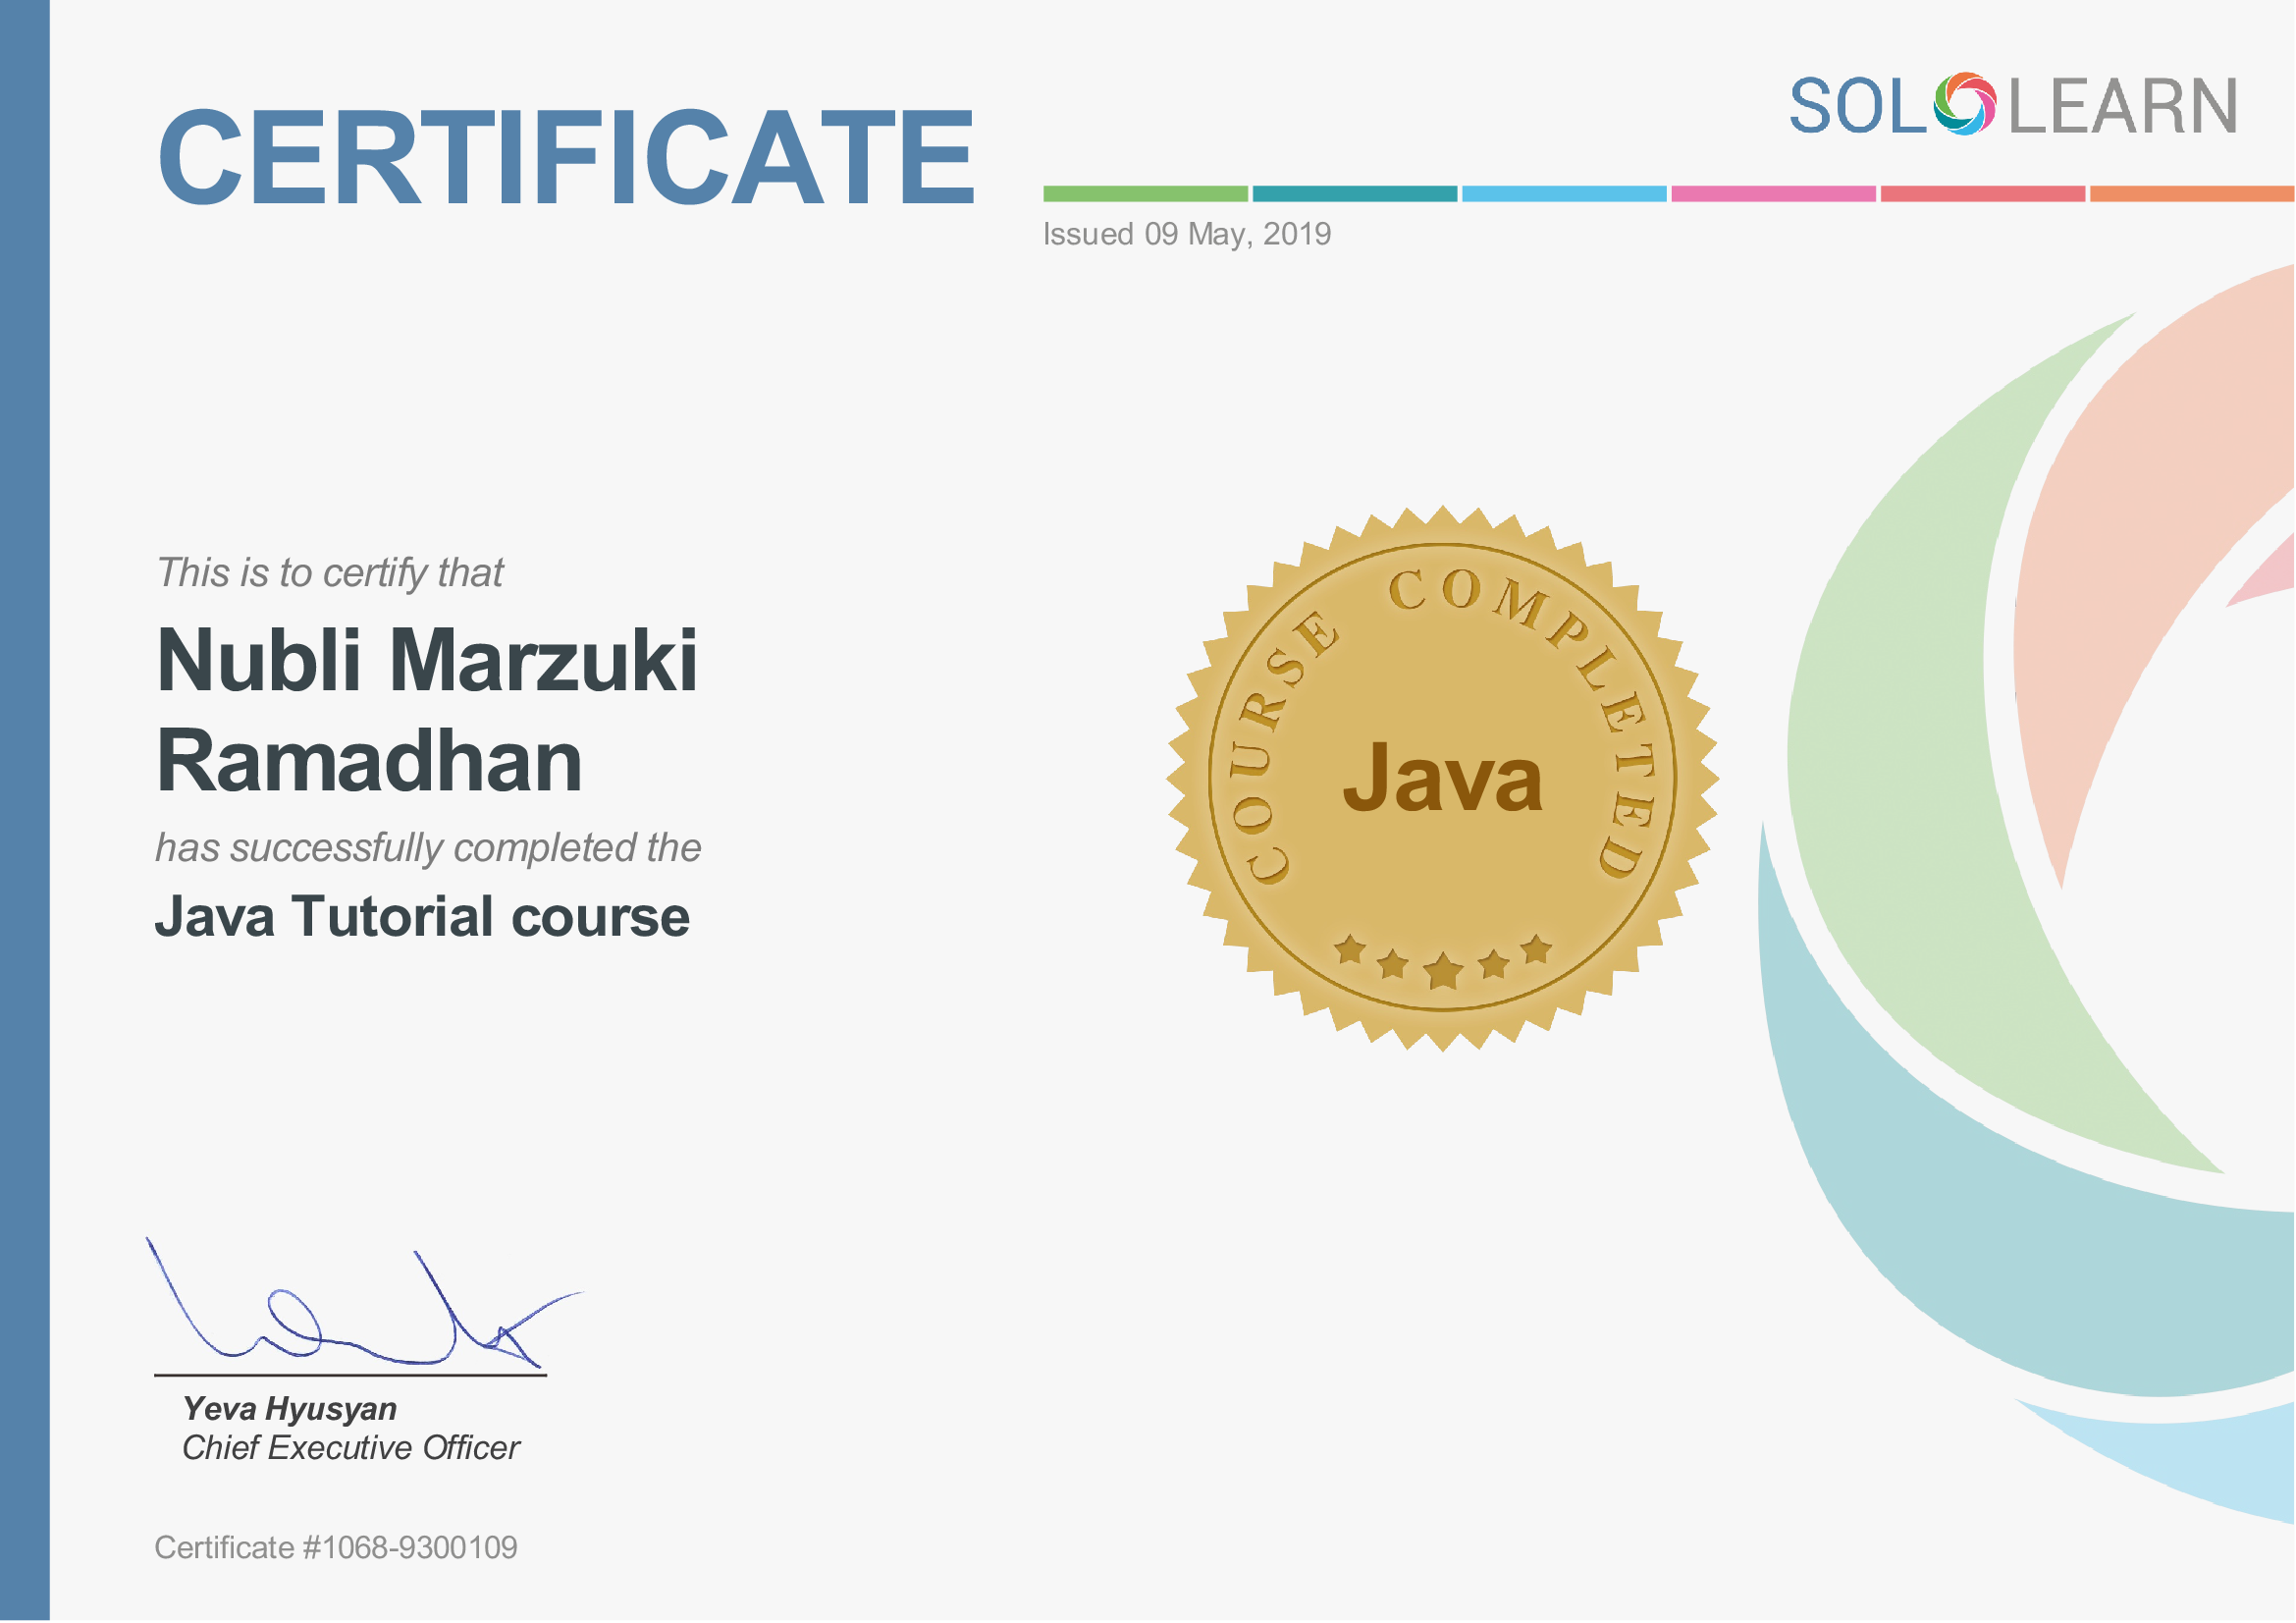 CERTIFICATE
SOLOLEARN
Issued 09 May, 2019
This is to certify that
Nubli Marzuki
Ramadhan
has successfully completed the
Java Tutorial course
COURSE COMPLETED
Java
Yeva Hyusyan
Chief Executive Officer
Certificate #1068-9300109